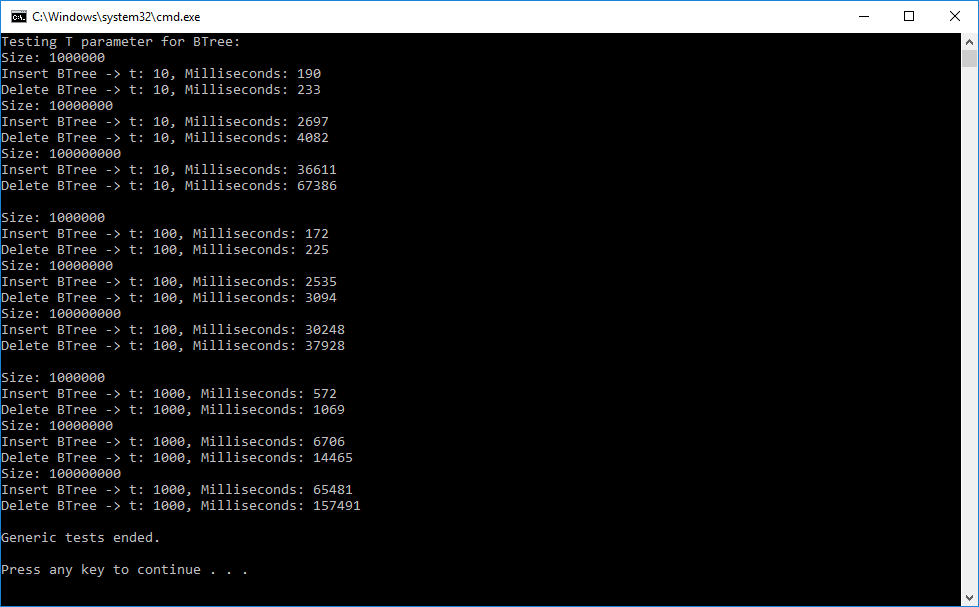 C:\Windows\system32\cmd.exe
Testing T parameter for BTree:
Size: 1000000
Insert BTree -> t: 10, Milliseconds: 190
Delete BTree -> t: 10, Milliseconds: 233
Size: 10000000
Insert BTree -> t: 10, Milliseconds: 2697
Delete BTree -> t: 10, Milliseconds: 4082
Size: 100000000
Insert BTree -> t: 10, Milliseconds: 36611
Delete BTree -> t: 10, Milliseconds: 67386
Size: 1000000
Insert BTree -> t: 100, Milliseconds: 172
Delete BTree -> t: 100, Milliseconds: 225
Size: 10000000
Insert BTree -> t: 100, Milliseconds: 2535
Delete BTree -> t: 100, Milliseconds: 3094
Size: 100000000
Insert BTree -> t: 100, Milliseconds: 30248
Delete BTree -> t: 100, Milliseconds: 37928
Size: 1000000
Insert BTree -> t: 1000, Milliseconds: 572
Delete BTree -> t: 1000, Milliseconds: 1069
Size: 10000000
Insert BTree -> t: 1000, Milliseconds: 6706
Delete BTree -> t: 1000, Milliseconds: 14465
Size: 100000000
Insert BTree -> t: 1000, Milliseconds: 65481
Delete BTree -> t: 1000, Milliseconds: 157491
Generic tests ended.
Press any key to continue . . .